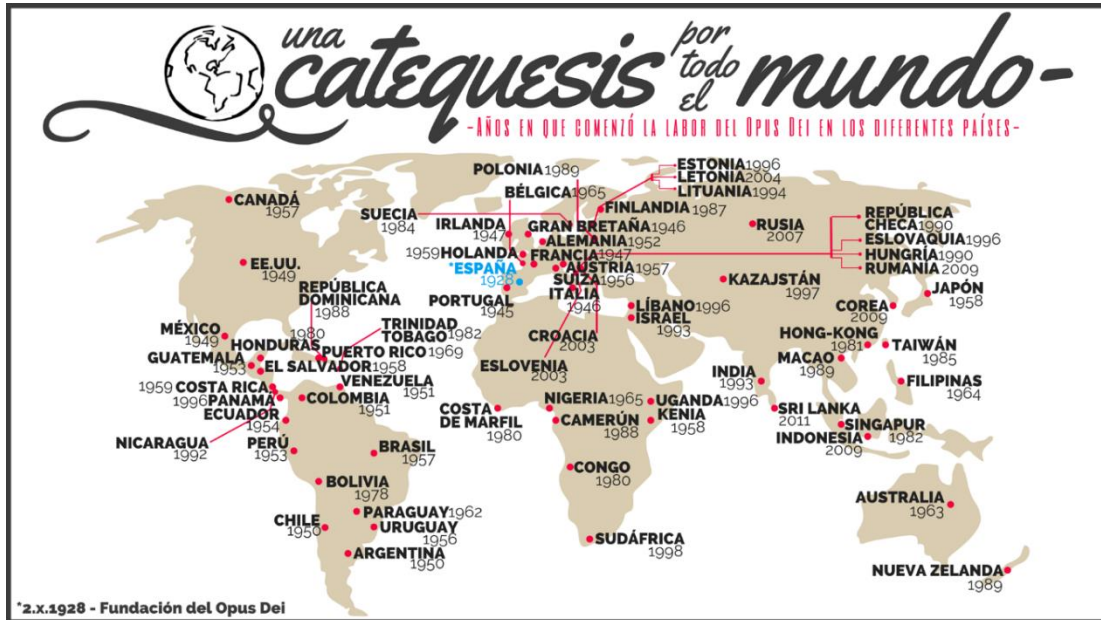 una
catequesis
por
todo
el
mundo-
-Años en que comenzó la labor del Opus Dei en los diferentes países-
POLONIA 1989
ESTONIA 1996
LETONIA 2004
LITUANIA 1994
BÉLGICA 1965
CANADÁ
1957
SUECIA
1984
IRLANDA
1947
GRAN BRETAÑA 1946
FINLANDIA 1987
RUSIA
2007
REPÚBLICA
CHECA 1990
ESLOVAQUIA 1996
HUNGRÍA
1990
RUMANÍA
2009
ALEMANIA
1952
1959 HOLANDA
FRANCIA
1947
EE.UU.
1949
*ESPAÑA
1928
AUSTRIA 1957
SUIZA 1956
ITALIA
1946
KAZAJSTÁN
1997
REPÚBLICA
DOMINICANA
1988
PORTUGAL
1945
LÍBANO 1996
ISRAEL
1993
JAPÓN
1958
COREA
2009
MÉXICO
1949
1980
HONDURAS
TRINIDAD
TOBAGO 1982
CROACIA
2003
HONG-KONG
1981
TAIWÁN
1985
GUATEMALA
1953
PUERTO RICO 1969
EL SALVADOR 1958
ESLOVENIA
2003
MACAO
1989
INDIA
1993
FILIPINAS
1964
1959 COSTA RICA
1996 PANAMÁ
VENEZUELA
1951
COLOMBIA
1951
ECUADOR
1954
COSTA
DE MARFIL
1980
NIGERIA 1965
UGANDA 1996
CAMERÚN
1988
KENIA
1958
SRI LANKA
2011
SINGAPUR
1982
INDONESIA
2009
NICARAGUA
1992
PERÚ
1953
BRASIL
1957
BOLIVIA
1978
CONGO
1980
AUSTRALIA
1963
CHILE
1950
PARAGUAY 1962
URUGUAY
1956
ARGENTINA
1950
SUDÁFRICA
1998
NUEVA ZELANDA
1989
*2.x.1928 - Fundación del Opus Dei